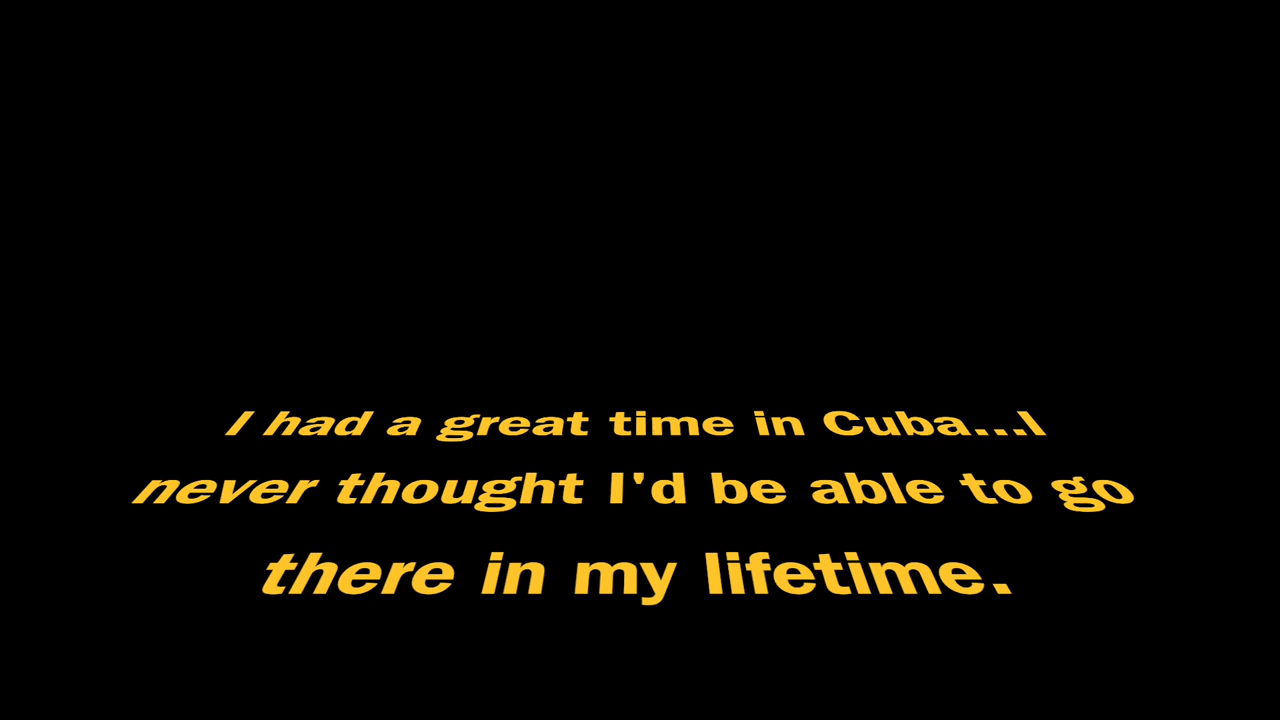 I had a great time in Cuba...I
never thought I'd be able to go
there in my lifetime.